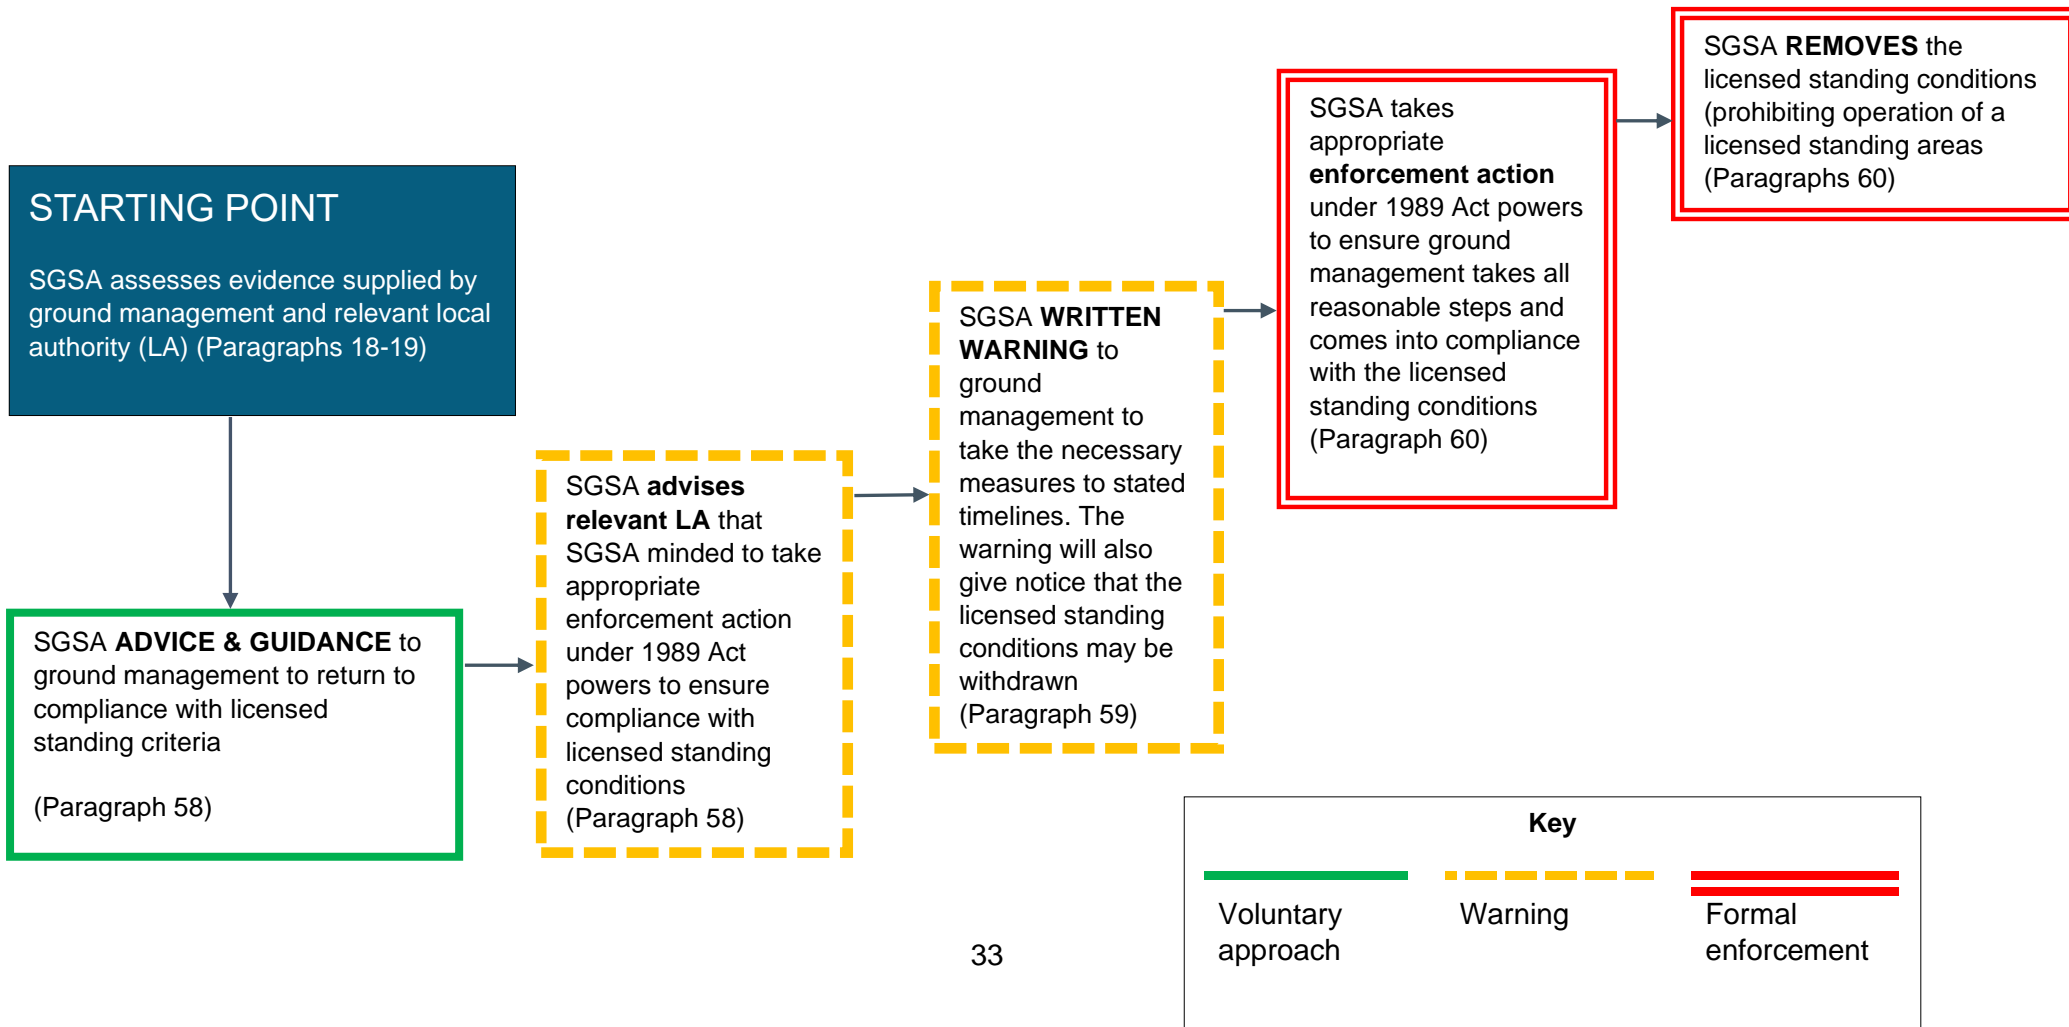 STARTING POINT
SGSA assesses evidence supplied by
ground management and relevant local
authority (LA) (Paragraphs 18-19)
SGSA ADVICE & GUIDANCE to
ground management to return to
compliance with licensed
standing criteria
(Paragraph 58)
SGSA advises
relevant LA that
SGSA minded to take
appropriate
enforcement action
under 1989 Act
powers to ensure
compliance with
licensed standing
conditions
(Paragraph 58)
SGSA WRITTEN
WARNING to
ground
management to
take the necessary
measures to stated
timelines. The
warning will also
give notice that the
licensed standing
conditions may be
withdrawn
(Paragraph 59)
SGSA takes
appropriate
enforcement action
under 1989 Act powers
to ensure ground
management takes all
reasonable steps and
comes into compliance
with the licensed
standing conditions
(Paragraph 60)
SGSA REMOVES the
licensed standing conditions
(prohibiting operation of a
licensed standing areas
(Paragraphs 60)
Key
Voluntary
approach
Warning
Formal
enforcement
33